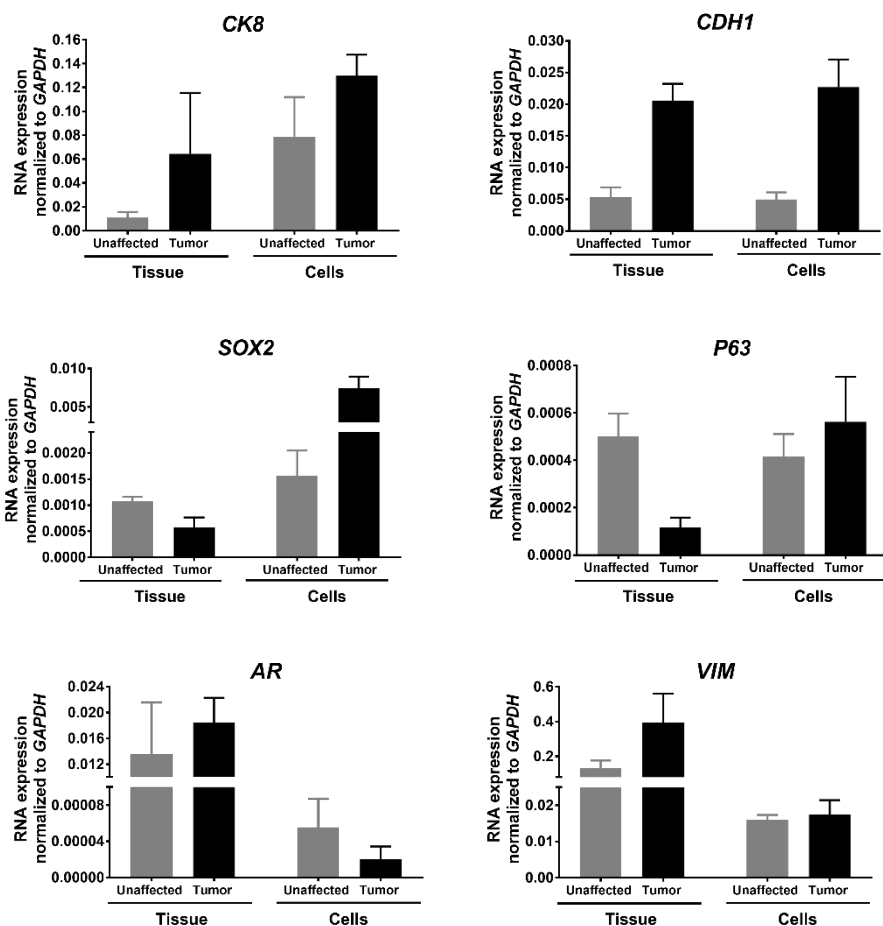 CK8
RNA expression
normalized to GAPDH
0.16
0.14
0.12
0.10
0.08
0.06
0.04
0.02
0.00
Unaffected Tumor Unaffected Tumor
Tissue Cells
CDH1
RNA expression
normalized to GAPDH
0.030
0.025
0.020
0.015
0.010
0.005
0.000
Unaffected Tumor Unaffected Tumor
Tissue Cells
SOX2
RNA expression
normalized to GAPDH
0.010
0.005
0.0020
0.0015
0.0010
0.0005
0.0000
Unaffected Tumor Unaffected Tumor
Tissue Cells
P63
RNA expression
normalized to GAPDH
0.0008
0.0006
0.0004
0.0002
0.0000
Unaffected Tumor Unaffected Tumor
Tissue Cells
AR
RNA expression
normalized to GAPDH
0.024
0.018
0.012
0.00008
0.00004
0.00000
Unaffected Tumor Unaffected Tumor
Tissue Cells
VIM
RNA expression
normalized to GAPDH
0.6
0.4
0.2
0.02
0.01
0.00
Unaffected Tumor Unaffected Tumor
Tissue Cells